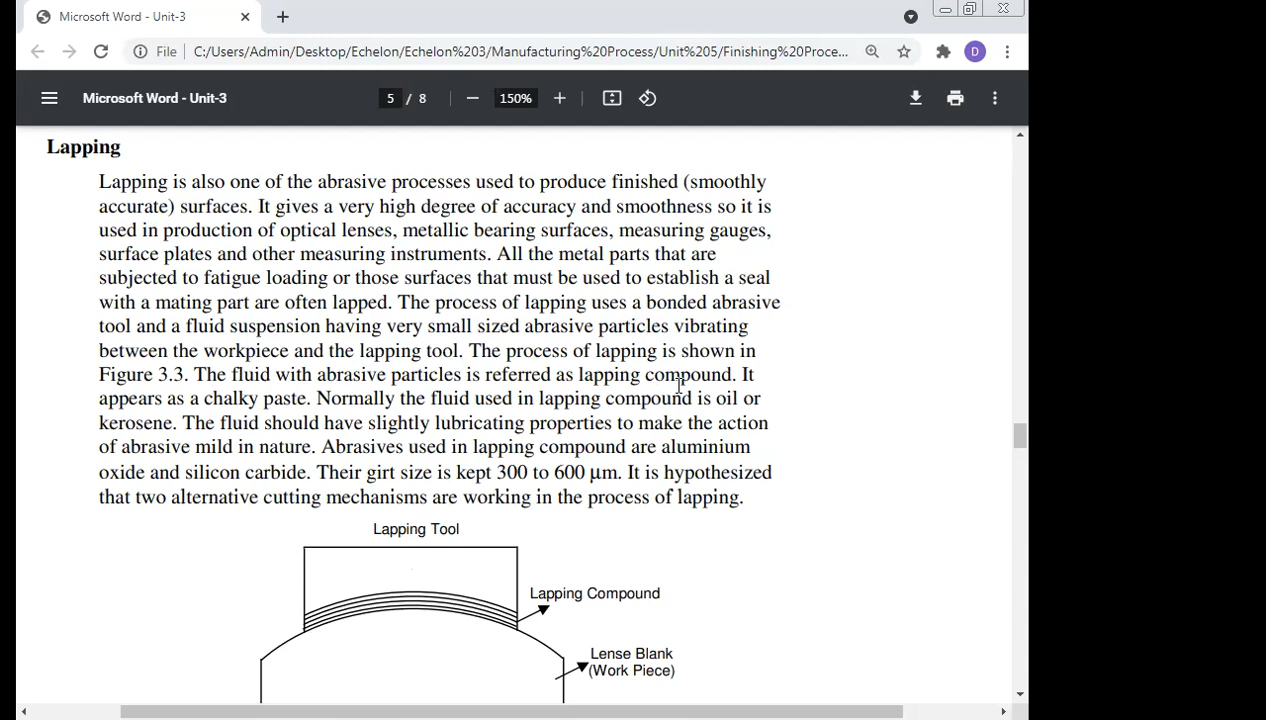 Microsoft Word - Unit-3
File
C:/Users/Admin/Desktop/Echelon/Echelon%203/Manufacturing%20Process/Unit%205/Finishing%20Proce...
D
Microsoft Word - Unit-3
5 / 8
150%
Lapping
Lapping is also one of the abrasive processes used to produce finished (smoothly
accurate) surfaces. It gives a very high degree of accuracy and smoothness so it is
used in production of optical lenses, metallic bearing surfaces, measuring gauges,
surface plates and other measuring instruments. All the metal parts that are
subjected to fatigue loading or those surfaces that must be used to establish a seal
with a mating part are often lapped. The process of lapping uses a bonded abrasive
tool and a fluid suspension having very small sized abrasive particles vibrating
between the workpiece and the lapping tool. The process of lapping is shown in
Figure 3.3. The fluid with abrasive particles is referred as lapping compound. It
appears as a chalky paste. Normally the fluid used in lapping compound is oil or
kerosene. The fluid should have slightly lubricating properties to make the action
of abrasive mild in nature. Abrasives used in lapping compound are aluminium
oxide and silicon carbide. Their girt size is kept 300 to 600 μm. It is hypothesized
that two alternative cutting mechanisms are working in the process of lapping.
Lapping Tool
Lapping Compound
Lense Blank
(Work Piece)